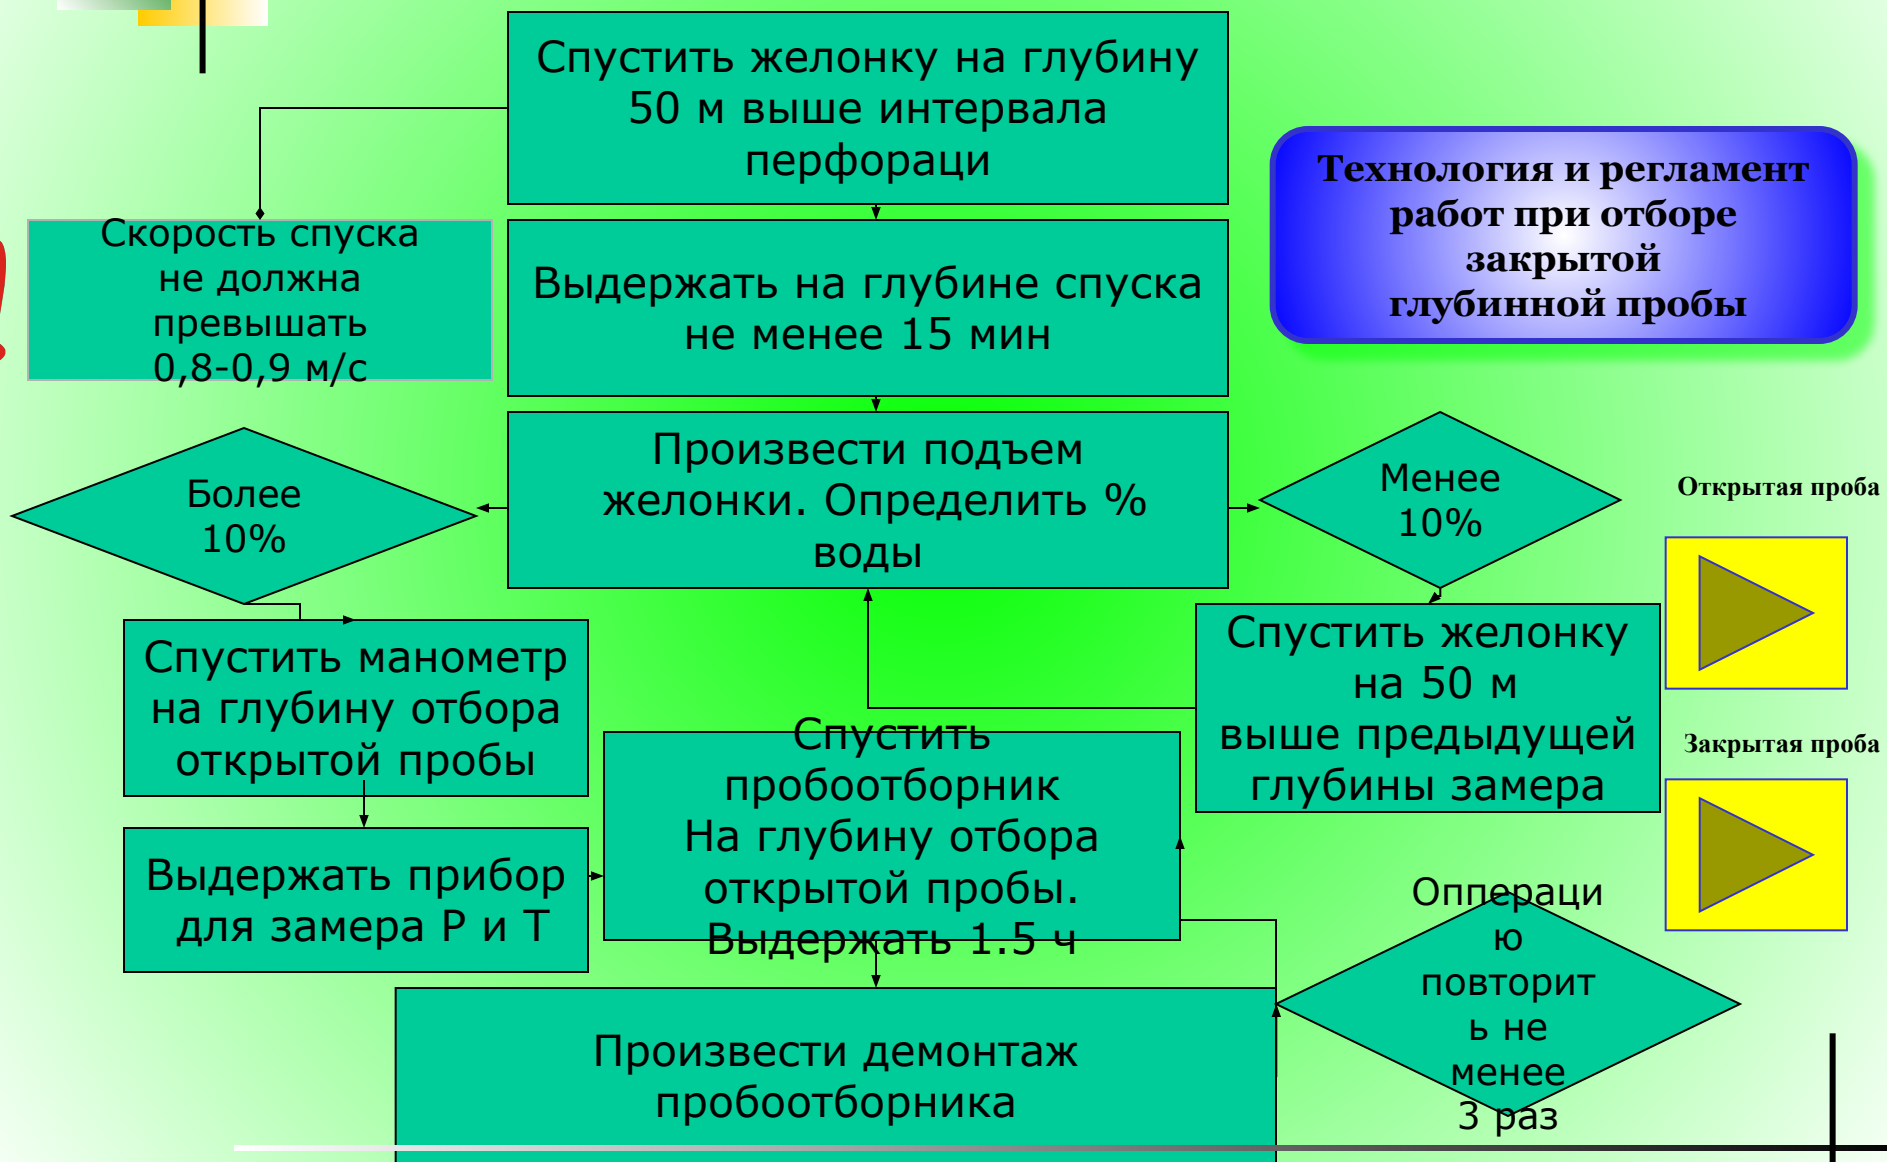 Спустить желонку на глубину
50 м выше интервала
перфораци
Технология и регламент
работ при отборе
закрытой
глубинной пробы
Скорость спуска
не должна
превышать
0,8-0,9 м/с
Выдержать на глубине спуска
не менее 15 мин
Произвести подъем
желонки. Определить %
воды
Более
10%
Менее
10%
Открытая проба
Спустить манометр
на глубину отбора
открытой пробы
Спустить желонку
на 50 м
выше предыдущей
глубины замера
Закрытая проба
Спустить
пробоотборник
На глубину отбора
открытой пробы.
Выдержать 1.5 ч
Выдержать прибор
для замера Р и Т
Оппераци
ю
повторит
ь не
менее
3 раз
Произвести демонтаж
пробоотборника